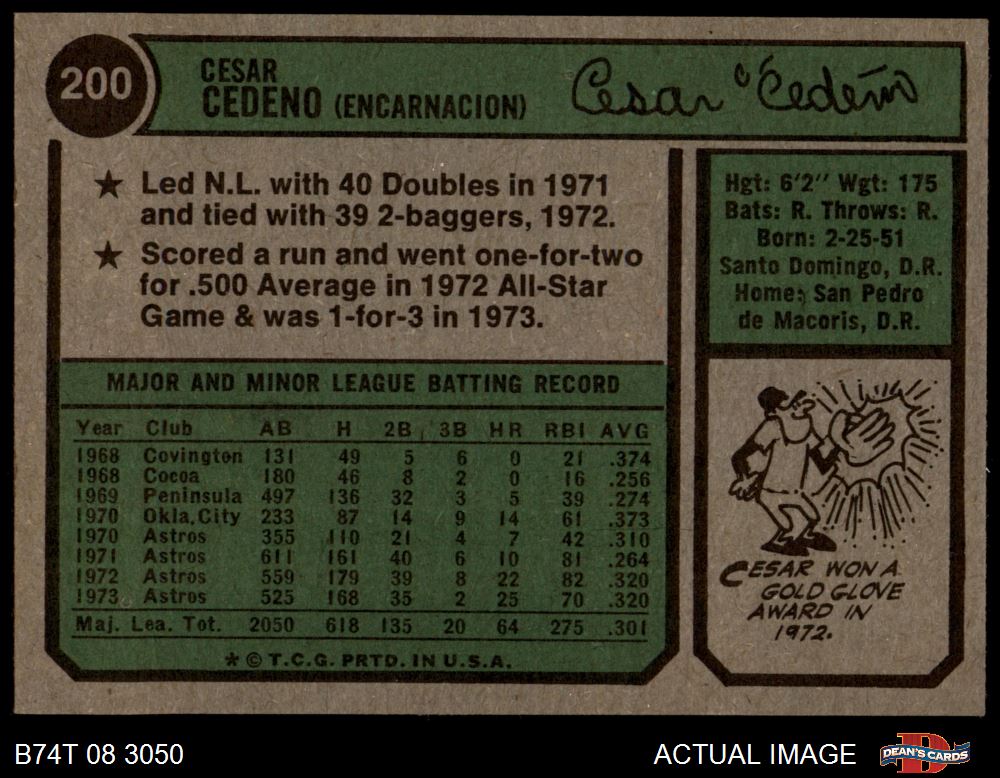 200
CESAR
CEDENO (ENCARNACION)
Cesar Cedeño
★ Led N.L. with 40 Doubles in 1971
and tied with 39 2-baggers, 1972.
★ Scored a run and went one-for-two
for .500 Average in 1972 All-Star
Game & was 1-for-3 in 1973.
Hgt: 6'2" Wgt: 175
Bats: R. Throws: R.
Born: 2-25-51
Santo Domingo, D.R.
Home: San Pedro
de Macoris, D.R.
MAJOR AND MINOR LEAGUE BATTING RECORD
Year Club AB H 2B 3B HR RBI AVG
1968 Covington 131 49 5 6 0 21 .374
1968 Cocoa 180 46 8 2 0 16 .256
1969 Peninsula 497 136 32 3 5 39 .274
1970 Okla.City 233 87 14 9 14 61 .373
1970 Astros 355 110 21 4 7 42 .310
1971 Astros 611 161 40 6 10 81 .264
1972 Astros 559 179 39 8 22 82 .320
1973 Astros 525 168 35 2 25 70 .320
Maj. Lea. Tot. 2050 618 135 20 64 275 .301
* © T.C.G. PRTD. IN U.S.A.
CESAR WON A
GOLD GLOVE
AWARD IN
1972.
B74T 08 3050
ACTUAL IMAGE
D
DEAN'S CARDS